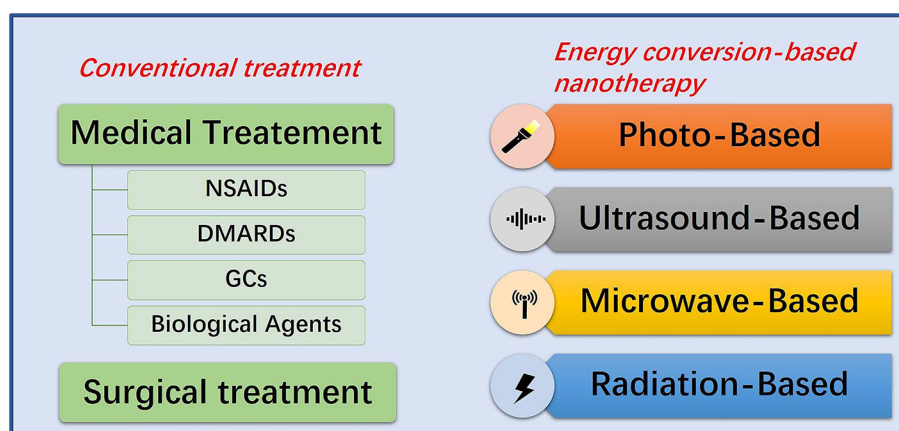 Conventional treatment
Medical Treatement
NSAIDs
DMARDs
GCs
Biological Agents
Surgical treatment
Energy conversion-based
nanotherapy
Photo-Based
Ultrasound-Based
Microwave-Based
Radiation-Based